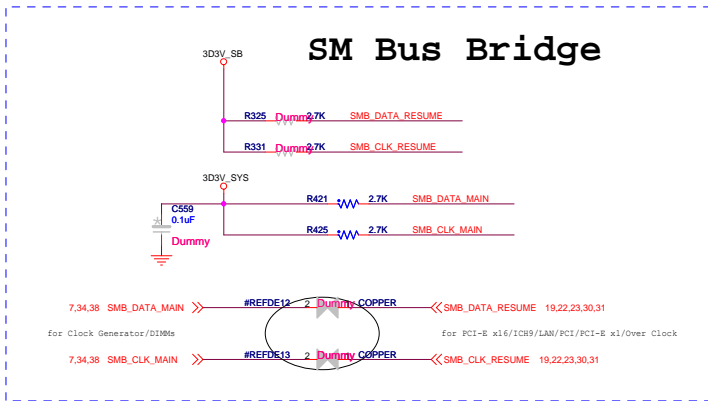 SM Bus Bridge
3D3V_SB
R325 Dummy 2.7K SMB_DATA_RESUME
R331 Dummy 2.7K SMB_CLK_RESUME
3D3V_SYS
C559
0.1uF
Dummy
R421 2.7K SMB_DATA_MAIN
R425 2.7K SMB_CLK_MAIN
7,34,38 SMB_DATA_MAIN #REFDE12 2 Dummy 1 COPPER SMB_DATA_RESUME 19,22,23,30,31
for Clock Generator/DIMMs for PCI-E x16/ICH9/LAN/PCI/PCI-E x1/Over Clock
7,34,38 SMB_CLK_MAIN #REFDE13 2 Dummy 1 COPPER SMB_CLK_RESUME 19,22,23,30,31